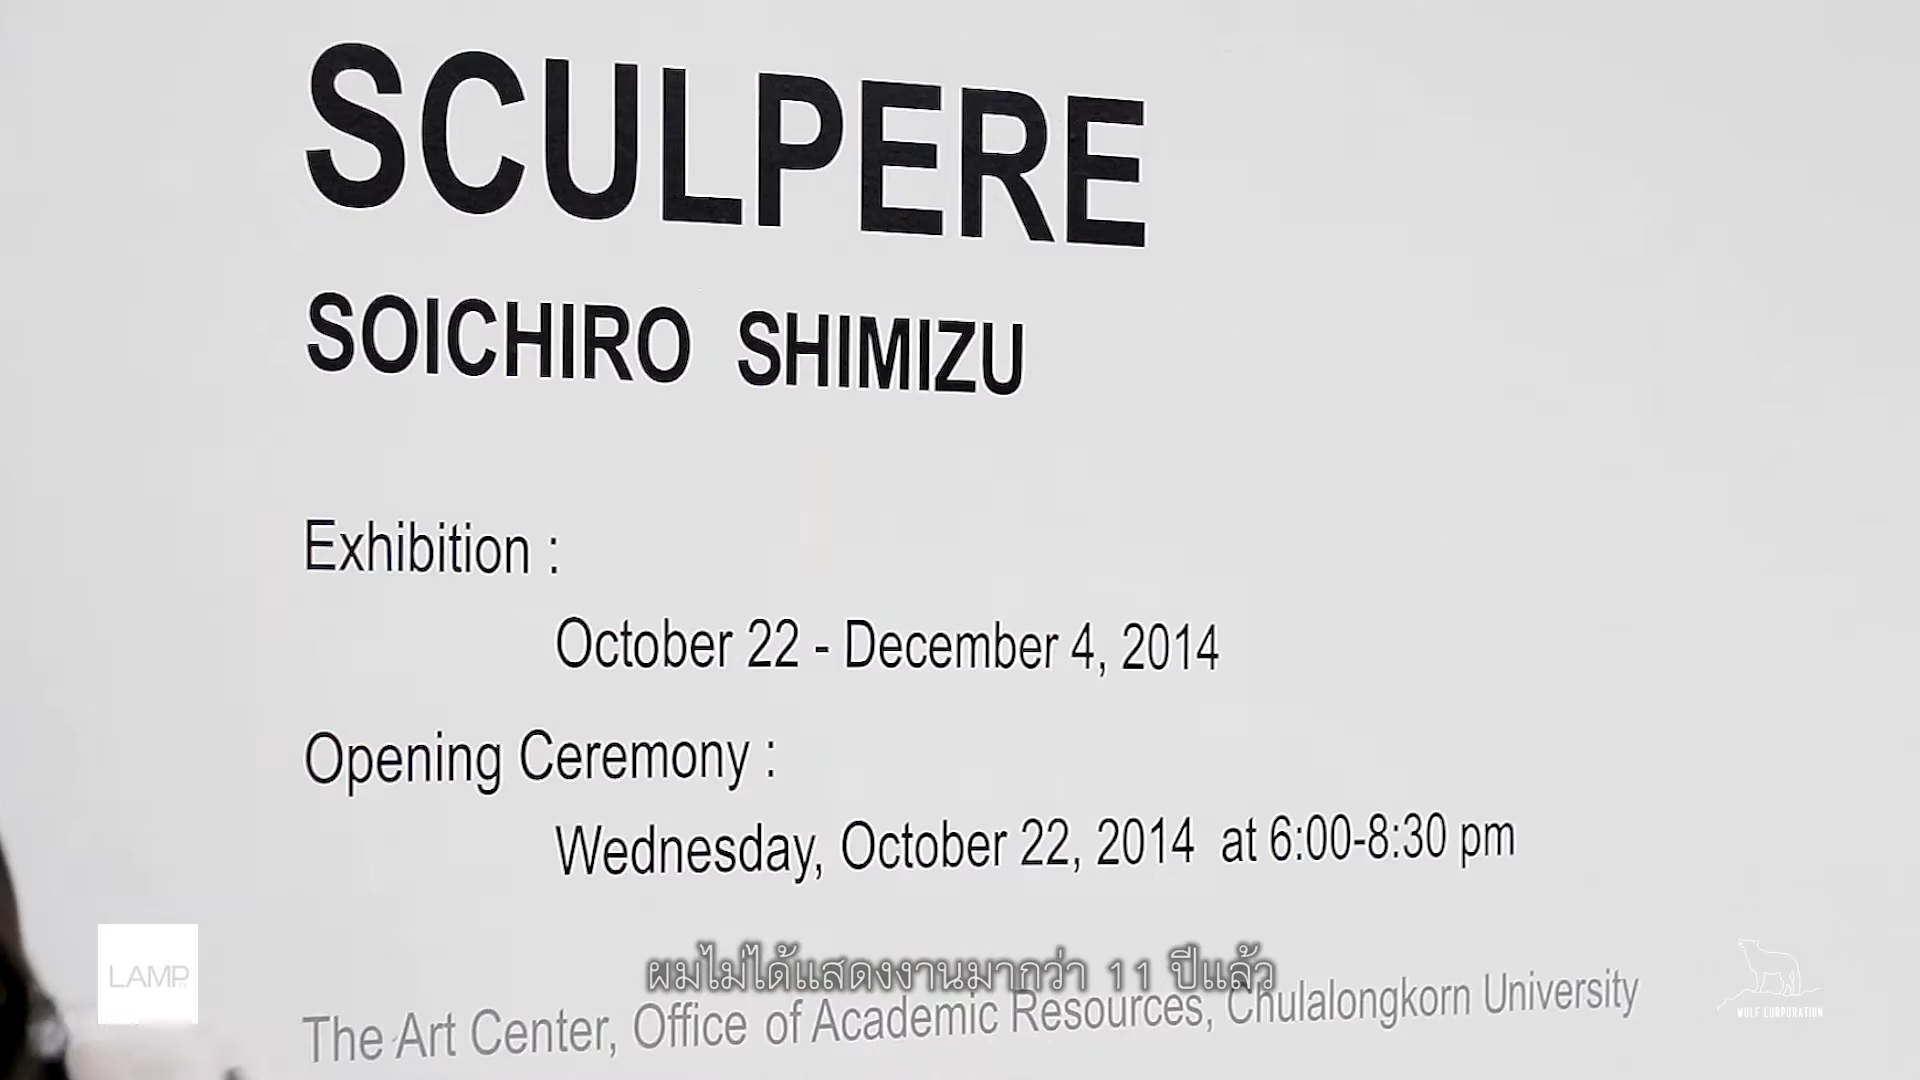 SCULPERE
SOICHIRO SHIMIZU
Exhibition :
October 22 - December 4, 2014
Opening Ceremony :
Wednesday, October 22, 2014 at 6:00-8:30 pm
ผมไม่ได้แสดงงานมากว่า 11 ปีแล้ว
The Art Center, Office of Academic Resources, Chulalongkorn University
LAMP
WOLF CORPORATION